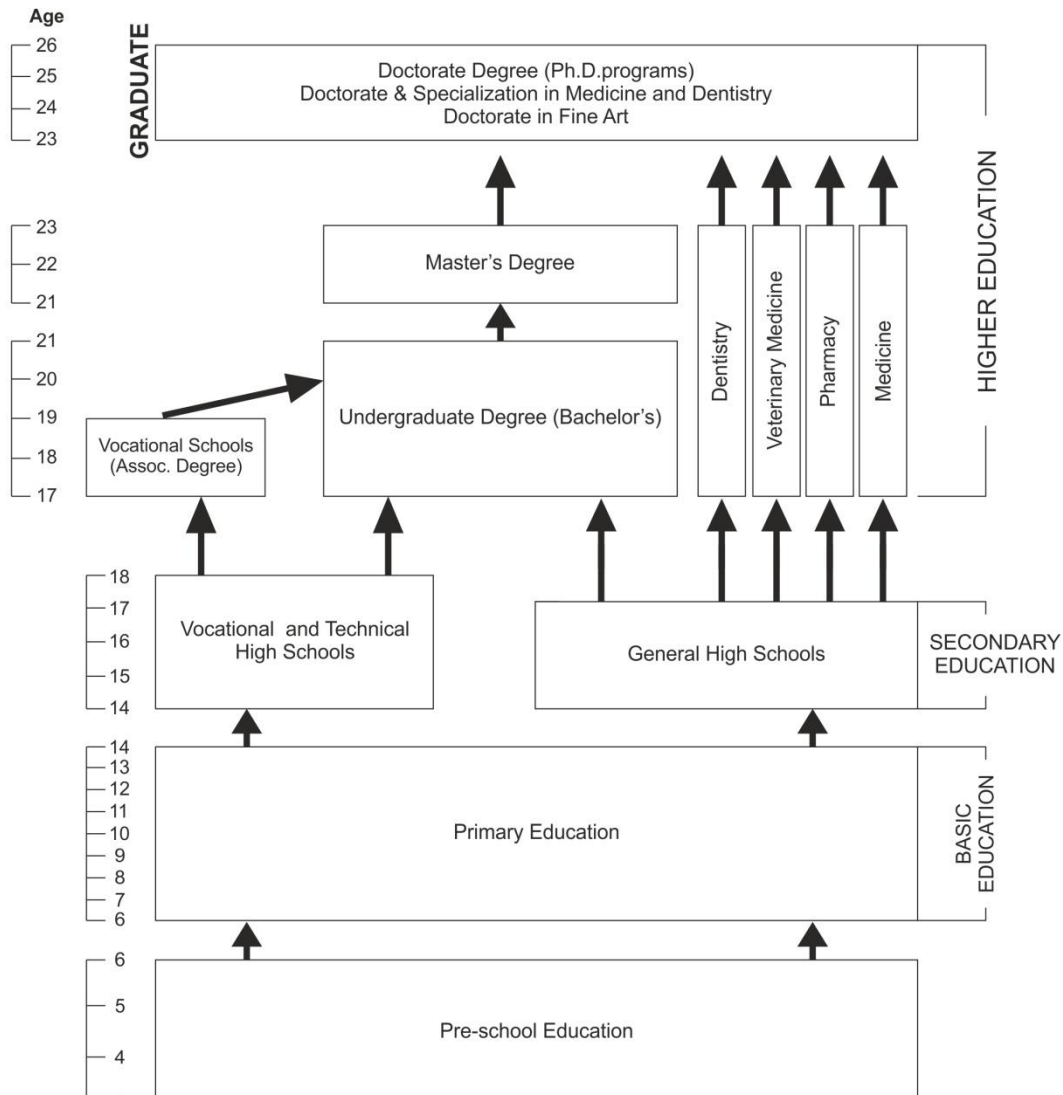 Age
26
25
24
23
GRADUATE
Doctorate Degree (Ph.D.programs)
Doctorate & Specialization in Medicine and Dentistry
Doctorate in Fine Art
HIGHER EDUCATION
23
22
21
Master's Degree
21
20
19
18
17
Undergraduate Degree (Bachelor's)
Vocational Schools
(Assoc. Degree)
Dentistry
Veterinary Medicine
Pharmacy
Medicine
18
17
16
15
14
Vocational and Technical
High Schools
General High Schools
SECONDARY
EDUCATION
14
13
12
11
10
9
8
7
6
Primary Education
BASIC
EDUCATION
6
5
4
Pre-school Education